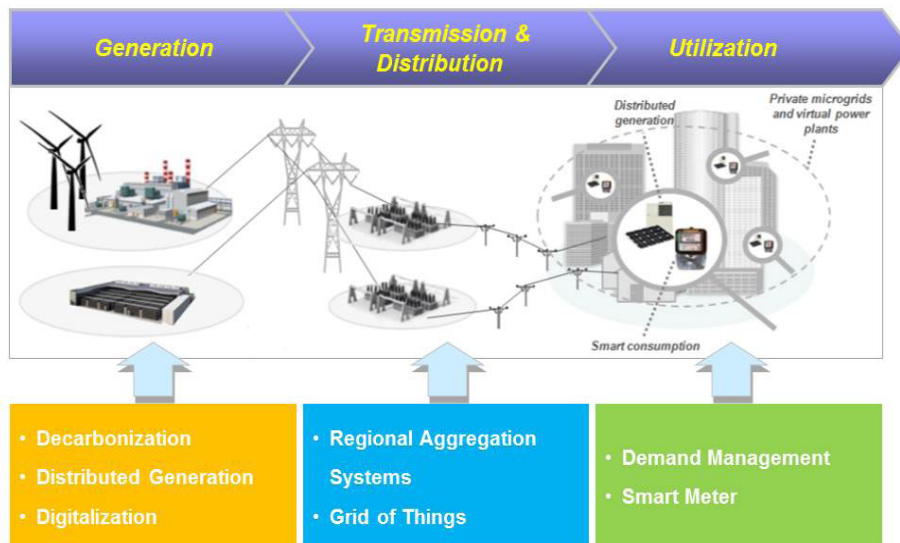 Generation
Transmission &
Distribution
Utilization
Distributed
generation
Private microgrids
and virtual power
plants
Smart consumption
• Decarbonization
• Distributed Generation
• Digitalization
• Regional Aggregation
Systems
• Grid of Things
• Demand Management
• Smart Meter